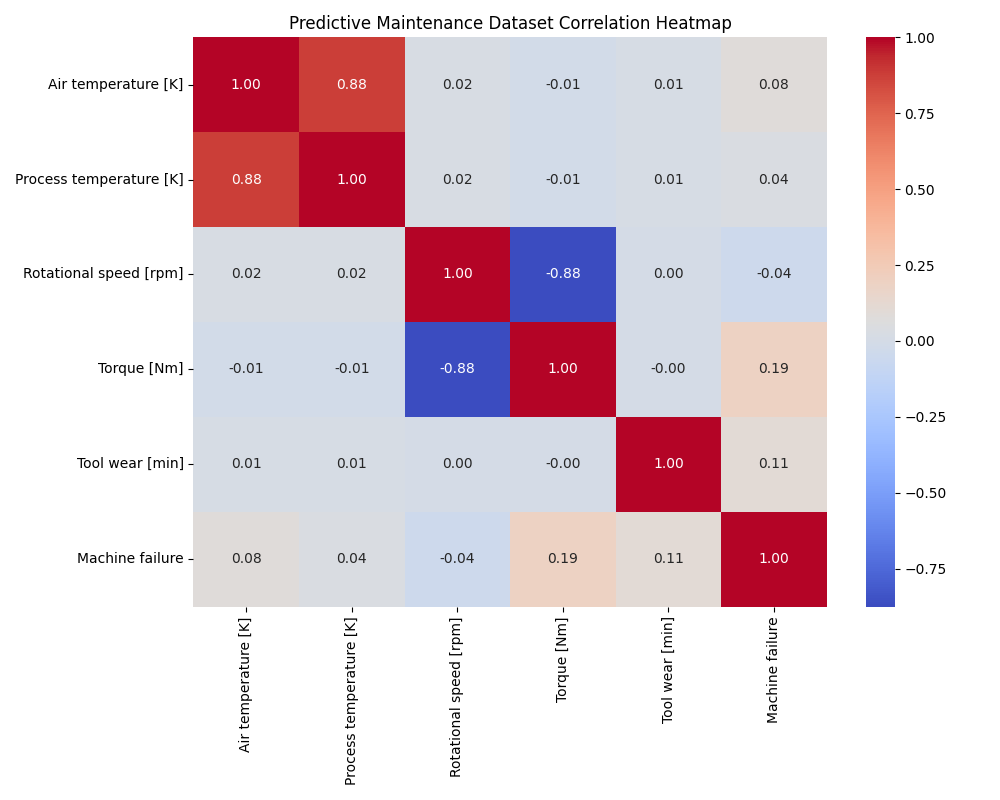 Predictive Maintenance Dataset Correlation Heatmap
Air temperature [K] 1.00 0.88 0.02 -0.01 0.01 0.08
Process temperature [K] 0.88 1.00 0.02 -0.01 0.01 0.04
Rotational speed [rpm] 0.02 0.02 1.00 -0.88 0.00 -0.04
Torque [Nm] -0.01 -0.01 -0.88 1.00 -0.00 0.19
Tool wear [min] 0.01 0.01 0.00 -0.00 1.00 0.11
Machine failure 0.08 0.04 -0.04 0.19 0.11 1.00
Air temperature [K]
Process temperature [K]
Rotational speed [rpm]
Torque [Nm]
Tool wear [min]
Machine failure
1.00
0.75
0.50
0.25
0.00
−0.25
−0.50
−0.75